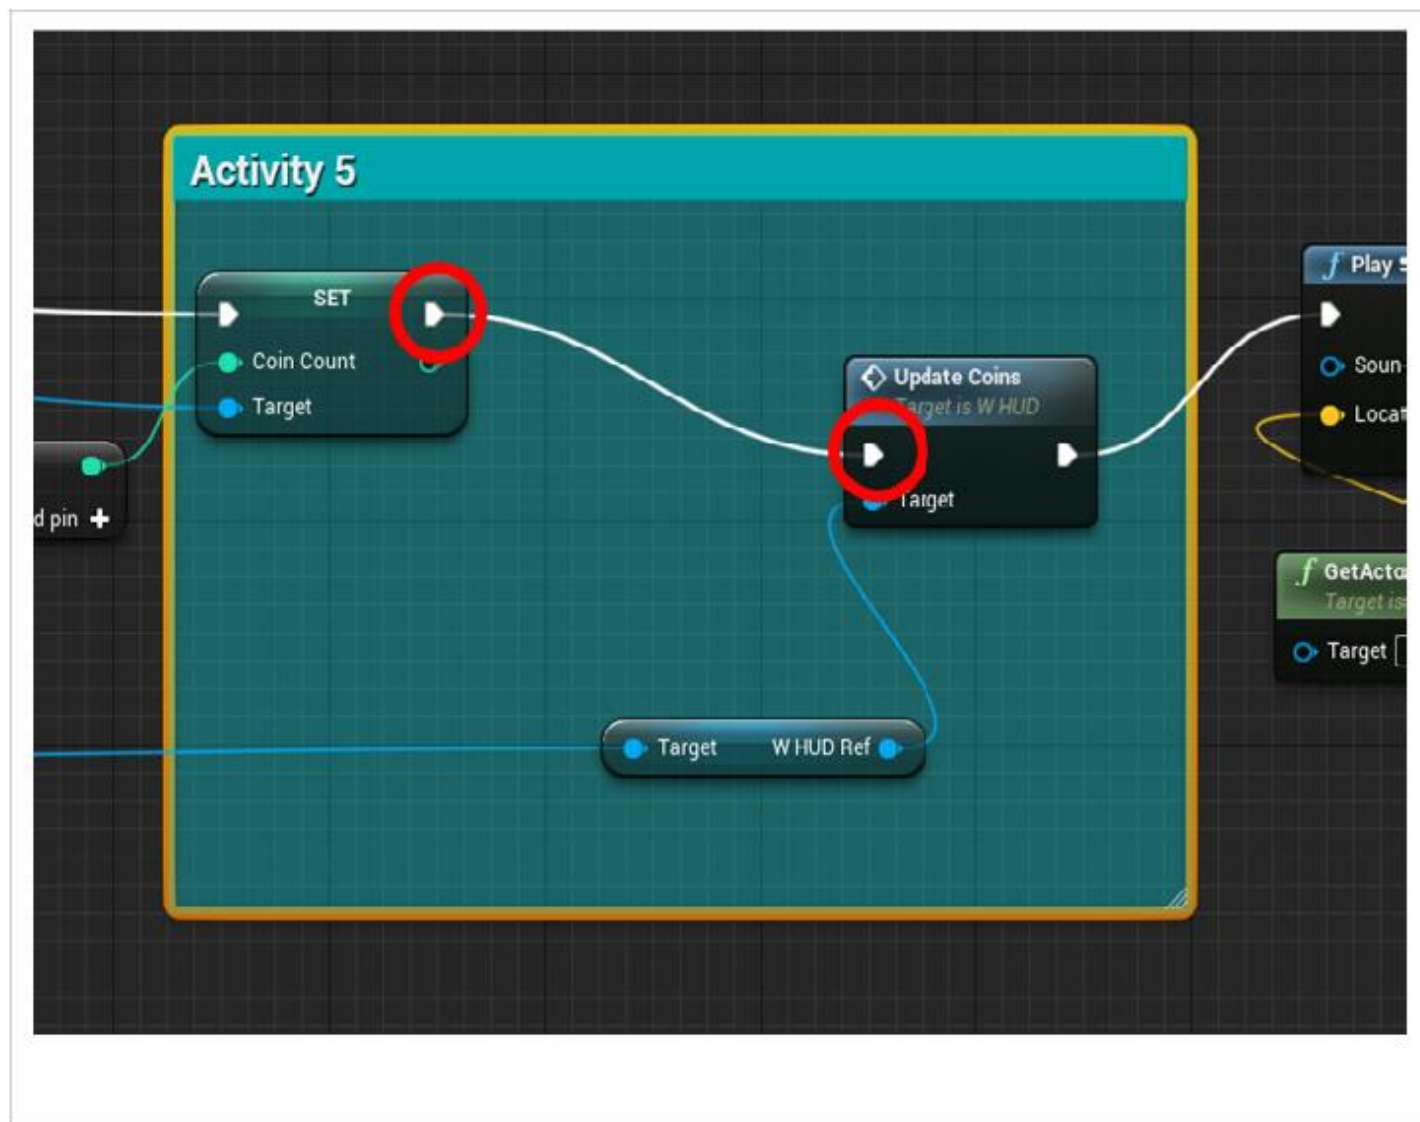 Activity 5
SET
Coin Count
Target
d pin
Update Coins
Target is W HUD
Target
Target W HUD Ref
Play
Soun
Locat
GetActo
Target is
Target